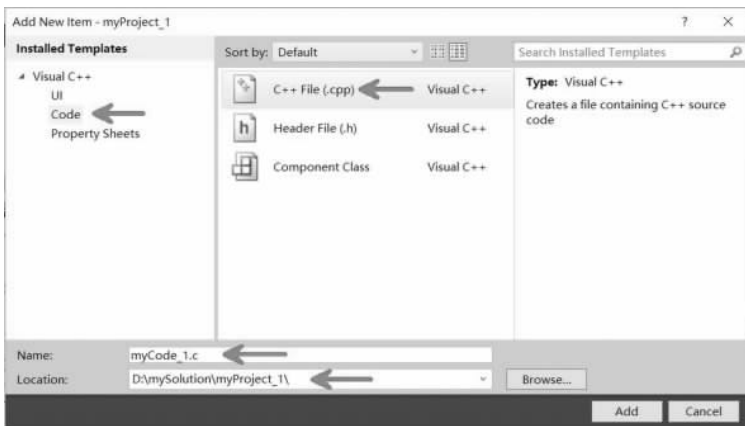 Add New Item - myProject_1
? ×
Installed Templates
Sort by: Default
Search Installed Templates
Visual C++
UI
Code
Property Sheets
C++ File (.cpp) Visual C++
Header File (.h) Visual C++
Component Class Visual C++
Type: Visual C++
Creates a file containing C++ source
code
Name: myCode_1.c
Location: D:\mySolution\myProject_1\
Browse...
Add Cancel